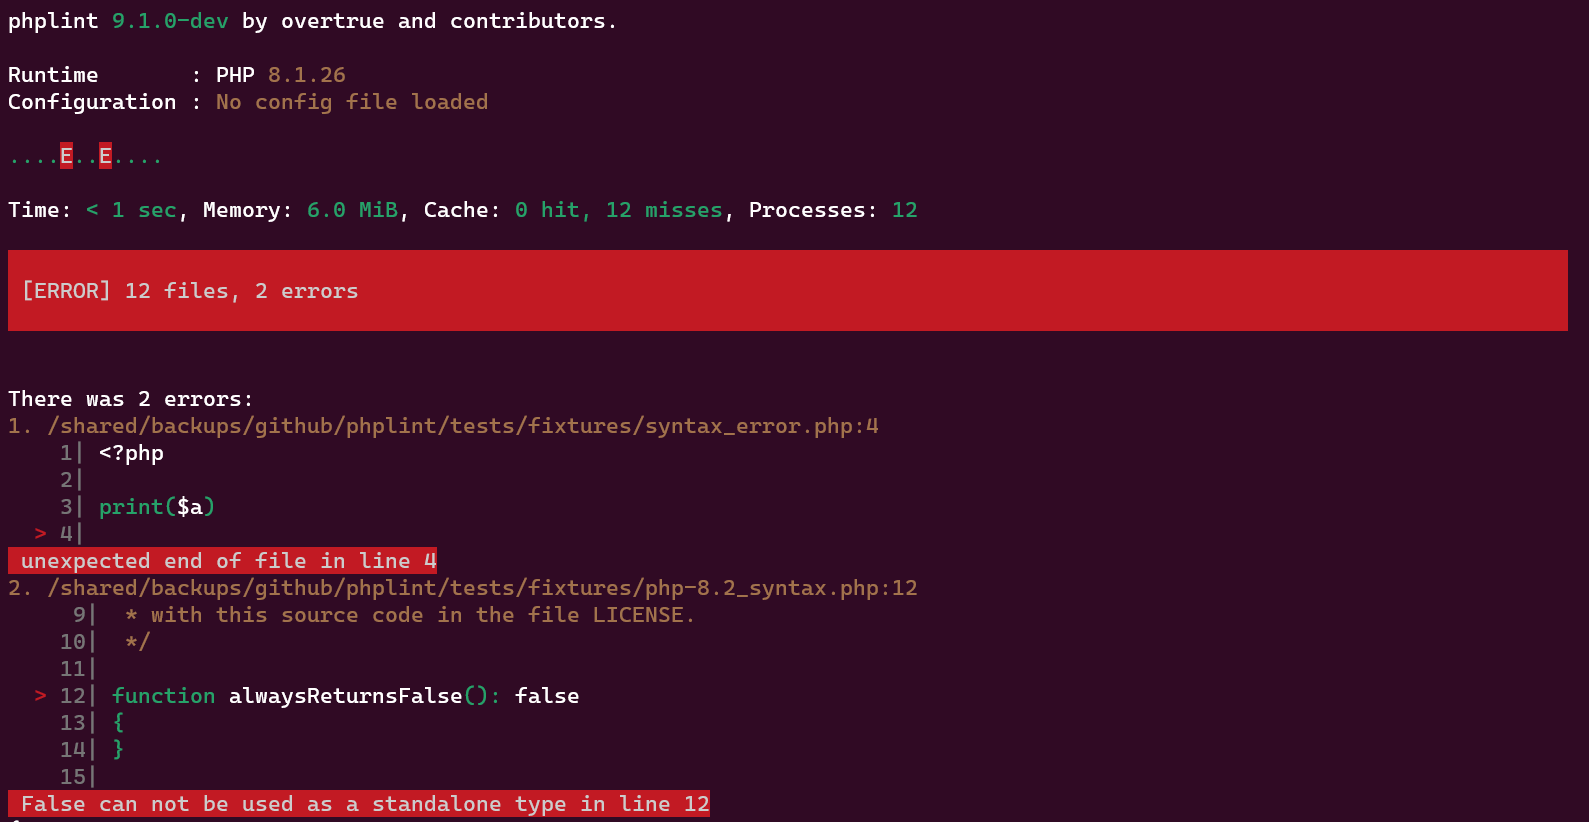 phplint 9.1.0-dev by overtrue and contributors.
Runtime       : PHP 8.1.26
Configuration : No config file loaded
....E..E....
Time: < 1 sec, Memory: 6.0 MiB, Cache: 0 hit, 12 misses, Processes: 12
[ERROR] 12 files, 2 errors
There was 2 errors:
1. /shared/backups/github/phplint/tests/fixtures/syntax_error.php:4
    1| <?php
    2|
    3| print($a)
  > 4|
 unexpected end of file in line 4
2. /shared/backups/github/phplint/tests/fixtures/php-8.2_syntax.php:12
     9|  * with this source code in the file LICENSE.
    10|  */
    11|
  > 12| function alwaysReturnsFalse(): false
    13| {
    14| }
    15|
 False can not be used as a standalone type in line 12